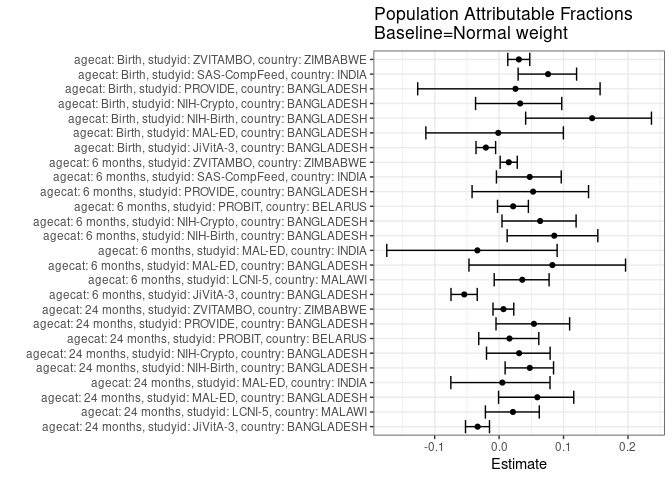 Population Attributable Fractions
Baseline=Normal weight
agecat: Birth, studyid: ZVITAMBO, country: ZIMBABWE
agecat: Birth, studyid: SAS-CompFeed, country: INDIA
agecat: Birth, studyid: PROVIDE, country: BANGLADESH
agecat: Birth, studyid: NIH-Crypto, country: BANGLADESH
agecat: Birth, studyid: NIH-Birth, country: BANGLADESH
agecat: Birth, studyid: MAL-ED, country: BANGLADESH
agecat: Birth, studyid: JiVitA-3, country: BANGLADESH
agecat: 6 months, studyid: ZVITAMBO, country: ZIMBABWE
agecat: 6 months, studyid: SAS-CompFeed, country: INDIA
agecat: 6 months, studyid: PROVIDE, country: BANGLADESH
agecat: 6 months, studyid: PROBIT, country: BELARUS
agecat: 6 months, studyid: NIH-Crypto, country: BANGLADESH
agecat: 6 months, studyid: NIH-Birth, country: BANGLADESH
agecat: 6 months, studyid: MAL-ED, country: INDIA
agecat: 6 months, studyid: MAL-ED, country: BANGLADESH
agecat: 6 months, studyid: LCNI-5, country: MALAWI
agecat: 6 months, studyid: JiVitA-3, country: BANGLADESH
agecat: 24 months, studyid: ZVITAMBO, country: ZIMBABWE
agecat: 24 months, studyid: PROVIDE, country: BANGLADESH
agecat: 24 months, studyid: PROBIT, country: BELARUS
agecat: 24 months, studyid: NIH-Crypto, country: BANGLADESH
agecat: 24 months, studyid: NIH-Birth, country: BANGLADESH
agecat: 24 months, studyid: MAL-ED, country: INDIA
agecat: 24 months, studyid: MAL-ED, country: BANGLADESH
agecat: 24 months, studyid: LCNI-5, country: MALAWI
agecat: 24 months, studyid: JiVitA-3, country: BANGLADESH
-0.1 0.0 0.1 0.2
Estimate